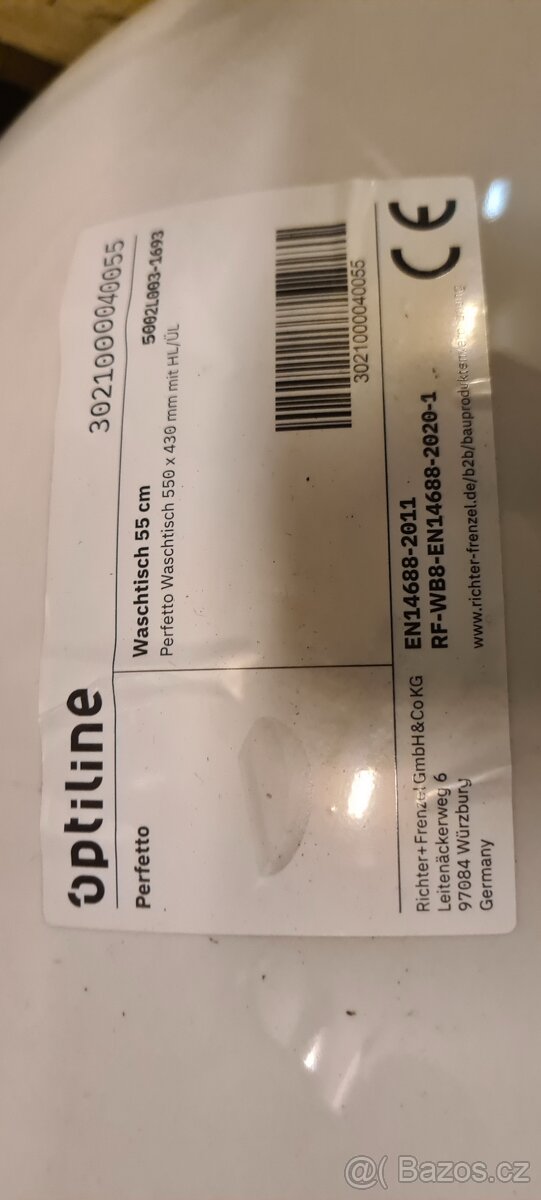 optiline
3021000040055
Perfetto
Waschtisch 55 cm
5002L003-1693
Perfetto Waschtisch 550 x 430 mm mit HL/ÜL
3021000040055
Richter+Frenzel GmbH&Co KG
Leitenäckerweg 6
97084 Würzburg
Germany
EN14688-2011
RF-WB8-EN14688-2020-1
www.richter-frenzel.de/b2b/
CE
@( Bazos.cz